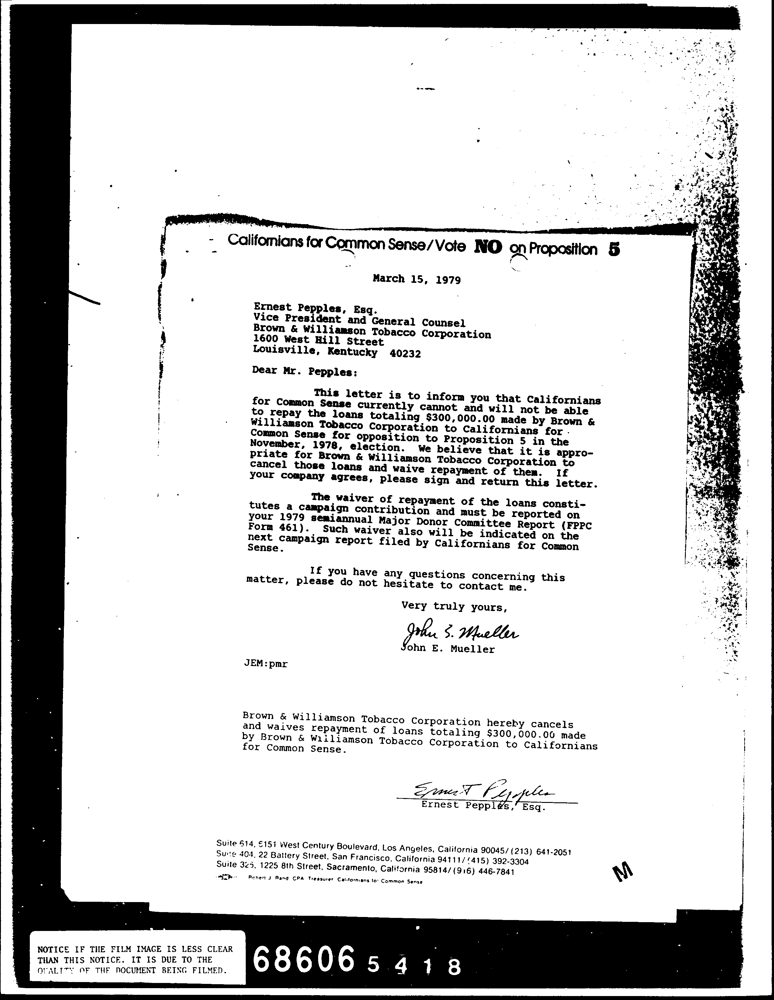 Californians for Common Sense/Vote NO on Proposition 5
March 15, 1979
Ernest Pepples, Esq.
Vice President and General Counsel
Brown & Williamson Tobacco Corporation
1600 West Hill Street
Louisville, Kentucky 40232
Dear Mr. Pepples:
This letter is to inform you that Californians
for Common Sense currently cannot and will not be able
to repay the loans totaling $300,000.00 made by Brown &
Williamson Tobacco Corporation to Californians for
Common Sense for opposition to Proposition 5 in the
November, 1978, election. We believe that it is appro-
priate for Brown & Williamson Tobacco Corporation to
cancel those loans and waive repayment of them. If
your company agrees, please sign and return this letter.
The waiver of repayment of the loans consti-
tutes a campaign contribution and must be reported on
your 1979 semiannual Major Donor Committee Report (FPPC
Form 461). Such waiver also will be indicated on the
next campaign report filed by Californians for Common
Sense.
If you have any questions concerning this
matter, please do not hesitate to contact me.
Very truly yours,
John E. Mueller
John E. Mueller
JEM:pmr
Brown & Williamson Tobacco Corporation hereby cancels
and waives repayment of loans totaling $300,000.00 made
by Brown & Williamson Tobacco Corporation to Californians
for Common Sense.
Ernest Pepples
Ernest Pepples, Esq.
Suite 514, 5151 West Century Boulevard, Los Angeles, California 90045/(213) 641-2051
Suite 404, 22 Battery Street, San Francisco, California 94111/(415) 392-3304
Suite 325, 1225 8th Street, Sacramento, California 95814/(916) 446-7841
Robert J. Rand CPA Treasurer Californians for Common Sense
M
NOTICE IF THE FILM IMAGE IS LESS CLEAR
THAN THIS NOTICE. IT IS DUE TO THE
QUALITY OF THE DOCUMENT BEING FILMED.
68606 5418